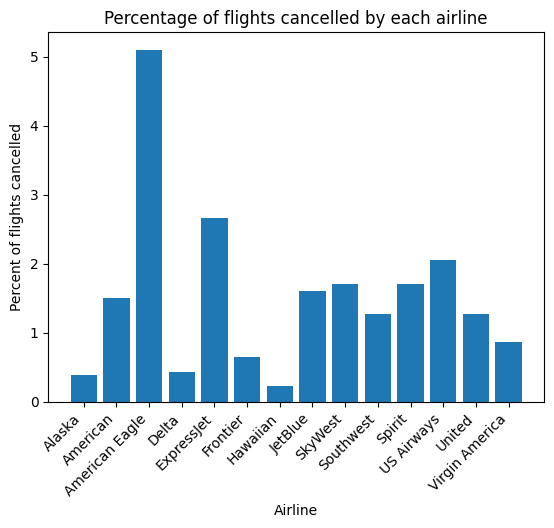 Percentage of flights cancelled by each airline
Percent of flights cancelled
5
4
3
2
1
0
Alaska
American
American Eagle
Delta
ExpressJet
Frontier
Hawaiian
JetBlue
SkyWest
Southwest
Spirit
US Airways
United
Virgin America
Airline